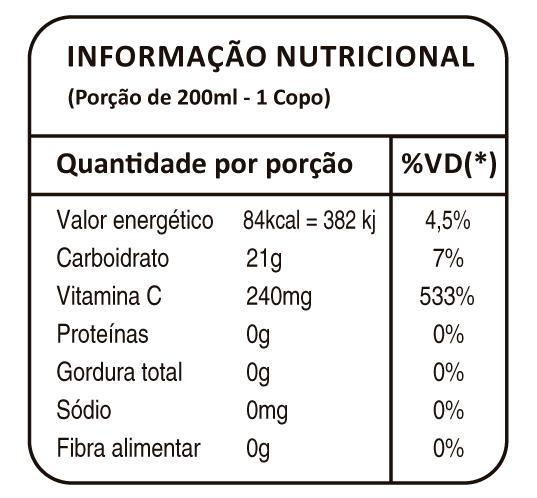 INFORMAÇÃO NUTRICIONAL
(Porção de 200ml - 1 Copo)
Quantidade por porção %VD(*)
Valor energético 84kcal = 382 kj 4,5%
Carboidrato 21g 7%
Vitamina C 240mg 533%
Proteínas 0g 0%
Gordura total 0g 0%
Sódio 0mg 0%
Fibra alimentar 0g 0%